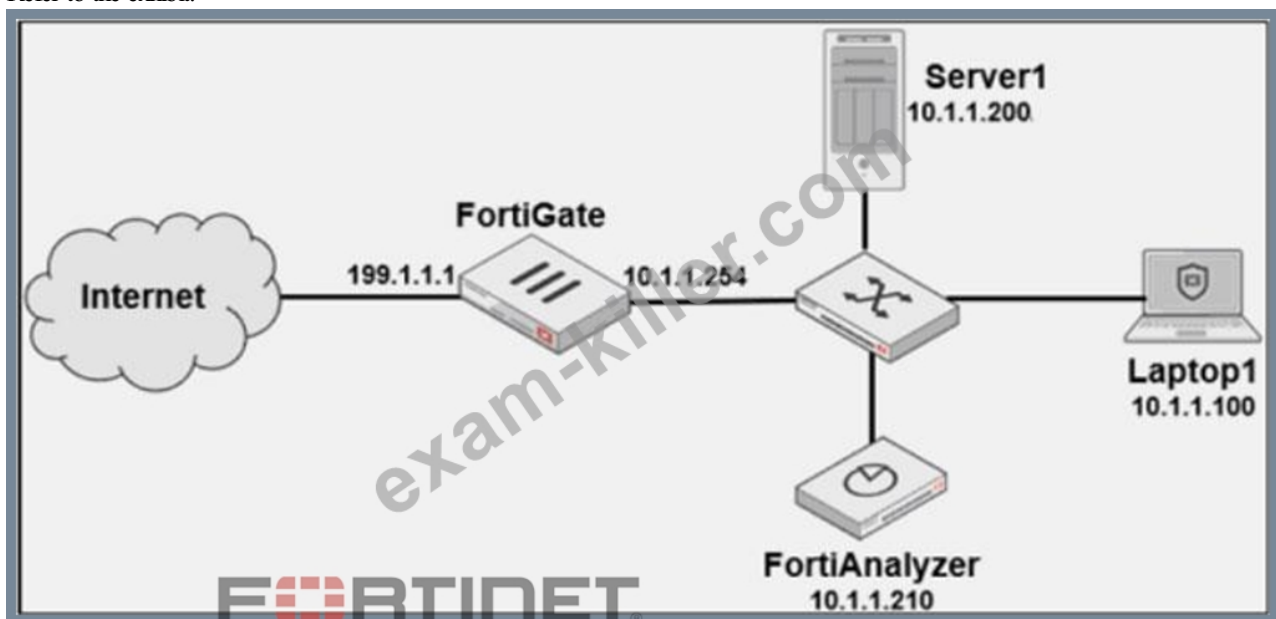 Server1
10.1.1.200
FortiGate
199.1.1.1
10.1.1.254
Internet
Laptop1
10.1.1.100
FortiAnalyzer
10.1.1.210
exam-killer.com
FORTINET®